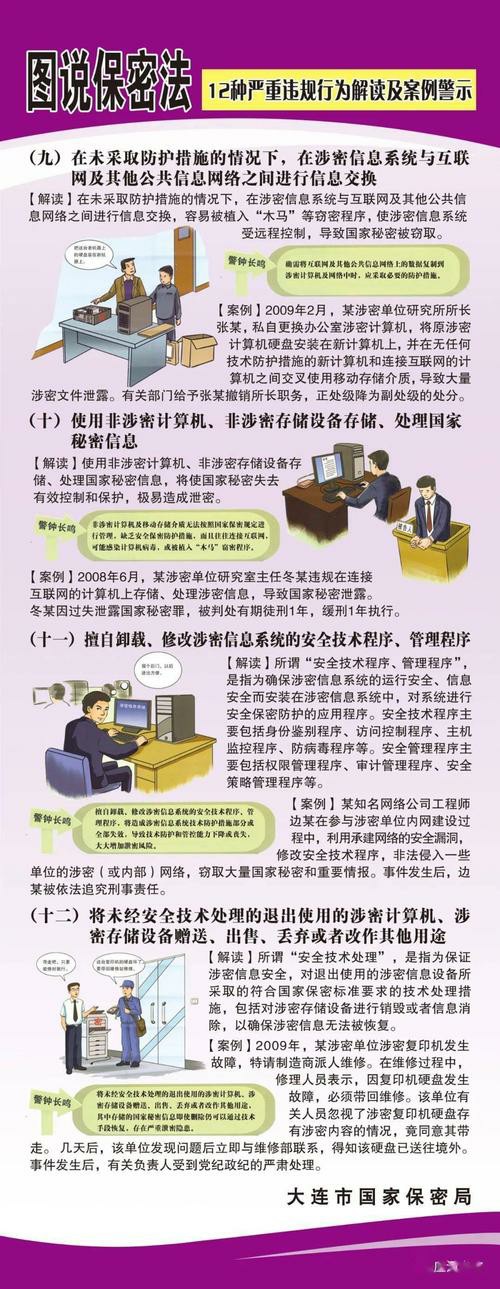 图说保密法
12种严重违规行为解读及案例警示
（九）在未采取防护措施的情况下，在涉密信息系统与互联
网及其他公共信息网络之间进行信息交换
【解读】在未采取防护措施的情况下，在涉密信息系统与互联网及其他公共信
息网络之间进行信息交换，容易被植入“木马”等窃密程序，使涉密信息系统
受远程控制，导致国家秘密被窃取。
把这台老机器上
的硬盘装在新机
器上。
警钟长鸣
确需将互联网及其他公共信息网络上的数据复制到
涉密计算机及网络中时，应采取必要的防护措施。
【案例】2009年2月，某涉密单位研究所所长
张某，私自更换办公室涉密计算机，将原涉密
计算机硬盘安装在新计算机上，并在无任何
技术防护措施的新计算机和连接互联网的计
算机之间交叉使用移动存储介质，导致大量
涉密文件泄露。有关部门给予张某撤销所长职务，正处级降为副处级的处分。
（十）使用非涉密计算机、非涉密存储设备存储、处理国家
秘密信息
【解读】使用非涉密计算机、非涉密存储设备存
储、处理国家秘密信息，将使国家秘密失去
有效控制和保护，极易造成泄密。
被告人
警钟长鸣
非涉密计算机及移动存储介质无法按照国家保密规定进
行管理，缺乏安全保密防护措施，而且往往连接互联网，
可能感染计算机病毒，或被植入“木马”窃密程序。
【案例】2008年6月，某涉密单位研究室主任冬某违规在连接
互联网的计算机上存储、处理涉密信息，导致国家秘密泄露。
冬某因过失泄露国家秘密罪，被判处有期徒刑1年，缓刑1年执行。
（十一）擅自卸载、修改涉密信息系统的安全技术程序、管理程序
留个后门，以后
进出方便。
涉密信息系统
【解读】所谓“安全技术程序、管理程序”，
是指为确保涉密信息系统的运行安全、信息
安全而安装在涉密信息系统中，对系统进行
安全保密防护的应用程序。安全技术程序主
要包括身份鉴别程序、访问控制程序、主机
监控程序、防病毒程序等。安全管理程序主
要包括权限管理程序、审计管理程序、安全
策略管理程序等。
警钟长鸣
擅自卸载、修改涉密信息系统的安全技术程序、管
理程序，将造成涉密信息系统技术防护措施部分或
全部失效，导致技术防护和管控能力下降或丧失，
大大增加泄密风险。
【案例】某知名网络公司工程师
边某在参与涉密单位内网建设过
程中，利用承建网络的安全漏洞，
修改安全技术程序，非法侵入一些
单位的涉密（或内部）网络，窃取大量国家秘密和重要情报。事件发生后，边
某被依法追究刑事责任。
（十二）将未经安全技术处理的退出使用的涉密计算机、涉
密存储设备赠送、出售、丢弃或者改作其他用途
带走吧，只要
能修好就行。
这台复印机的硬盘坏了
要带回维修站维修。
【解读】所谓“安全技术处理”，是指为保证
涉密信息安全，对退出使用的涉密信息设备所
采取的符合国家保密标准要求的技术处理措
施，包括对涉密存储设备进行销毁或者信息消
除，以确保涉密信息无法被恢复。
【案例】2009年，某涉密单位涉密复印机发生
故障，特请制造商派人维修。在维修过程中，
修理人员表示，因复印机硬盘发生
故障，必须带回维修。该单位有
关人员忽视了涉密复印机硬盘存
有涉密内容的情况，竟同意其带
走。 几天后，该单位发现问题后立即与维修部联系，得知该硬盘已送往境外。
事件发生后，有关负责人受到党纪政纪的严肃处理。
警钟长鸣
将未经安全技术处理的退出使用的涉密计算机、涉
密存储设备赠送、出售、丢弃或者改作其他用途，
其中存储的国家秘密信息即使删除仍可以通过技术
手段恢复，存在严重泄密隐患。
大连市国家保密局